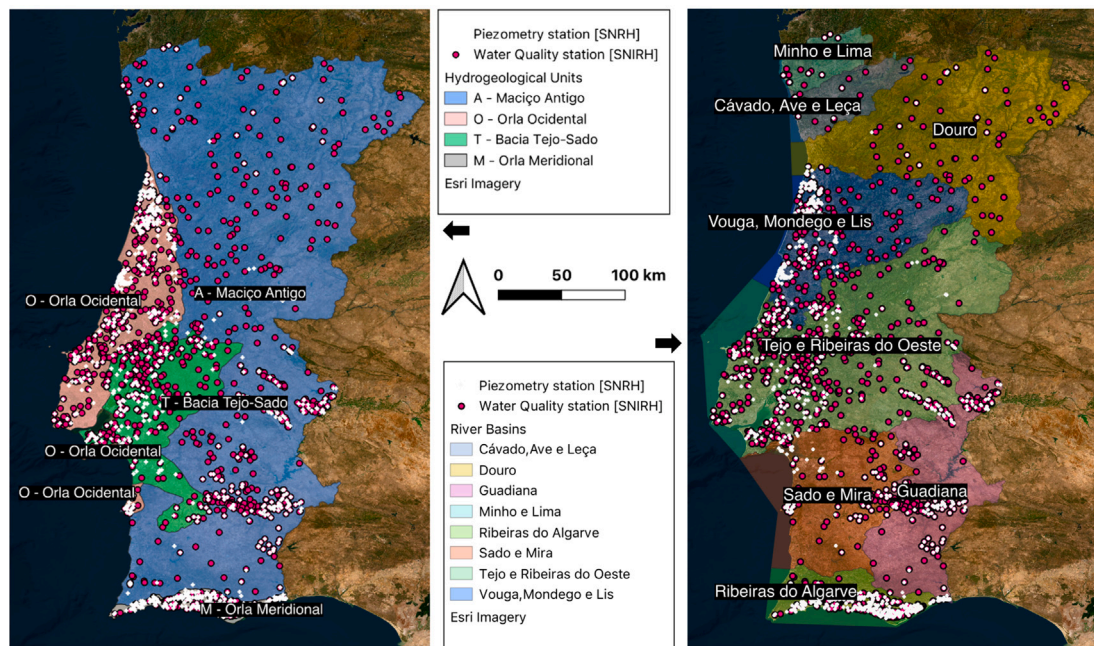 O - Orla Ocidental
A - Maciço Antigo
T - Bacia Tejo-Sado
O - Orla Ocidental
O - Orla Ocidental
M - Orla Meridional
Piezometry station [SNRH]
Water Quality station [SNIRH]
Hydrogeological Units
A - Maciço Antigo
O - Orla Ocidental
T - Bacia Tejo-Sado
M - Orla Meridional
Esri Imagery
0 50 100 km
Piezometry station [SNRH]
Water Quality station [SNIRH]
River Basins
Cávado,Ave e Leça
Douro
Guadiana
Minho e Lima
Ribeiras do Algarve
Sado e Mira
Tejo e Ribeiras do Oeste
Vouga,Mondego e Lis
Esri Imagery
Minho e Lima
Cávado, Ave e Leça
Douro
Vouga, Mondego e Lis
Tejo e Ribeiras do Oeste
Sado e Mira
Guadiana
Ribeiras do Algarve